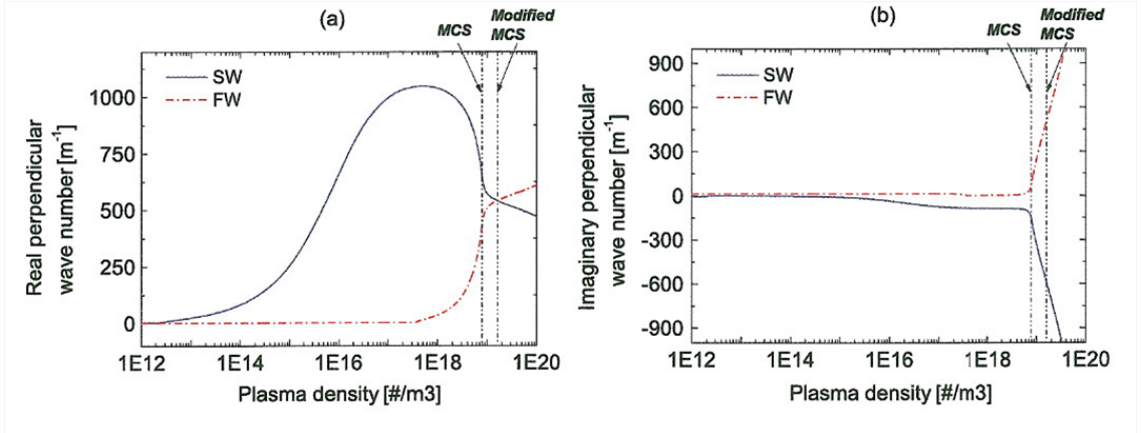 (a)
MCS
Modified
MCS
SW
FW
Real perpendicular
wave number [m⁻¹]
1000
750
500
250
0
1E12
1E14
1E16
1E18
1E20
Plasma density [#/m3]
(b)
MCS
Modified
MCS
SW
FW
Imaginary perpendicular
wave number [m⁻¹]
900
600
300
0
-300
-600
-900
1E12
1E14
1E16
1E18
1E20
Plasma density [#/m3]